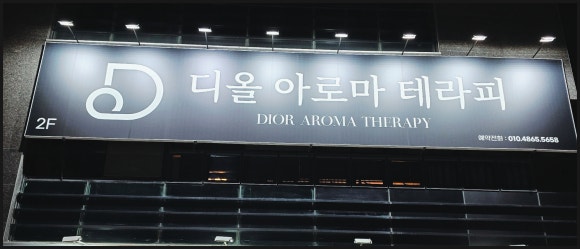 디올 아로마 테라피
DIOR AROMA THERAPY
2F
예약전화 : 010.4865.5658